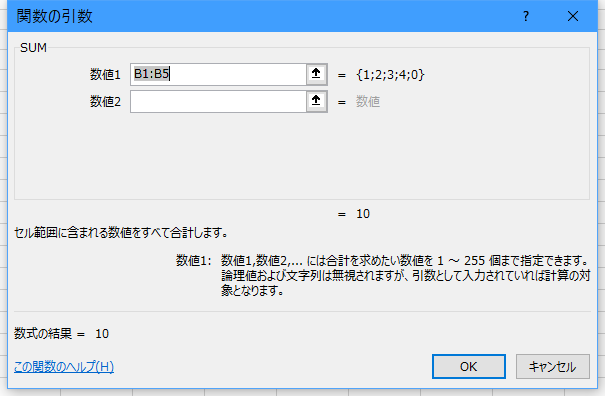 関数の引数 ? ×
SUM
数値1 B1:B5 = {1;2;3;4;0}
数値2 = 数値
= 10
セル範囲に含まれる数値をすべて合計します。
数値1: 数値1,数値2,... には合計を求めたい数値を 1 ～ 255 個まで指定できます。
論理値および文字列は無視されますが、引数として入力されていれば計算の対
象となります。
数式の結果 = 10
この関数のヘルプ(H) OK キャンセル